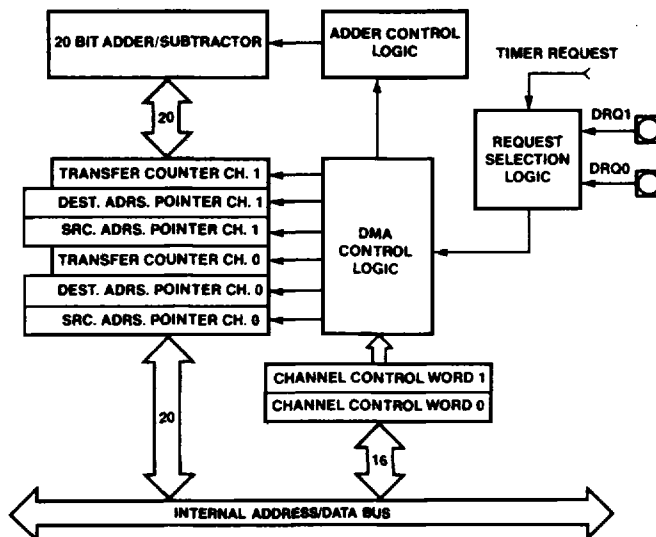 20 BIT ADDER/SUBTRACTOR
ADDER CONTROL
LOGIC
TIMER REQUEST
DRQ1
REQUEST
SELECTION
LOGIC
DRQ0
20
TRANSFER COUNTER CH. 1
DEST. ADRS. POINTER CH. 1
SRC. ADRS. POINTER CH. 1
TRANSFER COUNTER CH. 0
DEST. ADRS. POINTER CH. 0
SRC. ADRS. POINTER CH. 0
DMA
CONTROL
LOGIC
CHANNEL CONTROL WORD 1
CHANNEL CONTROL WORD 0
20
16
INTERNAL ADDRESS/DATA BUS